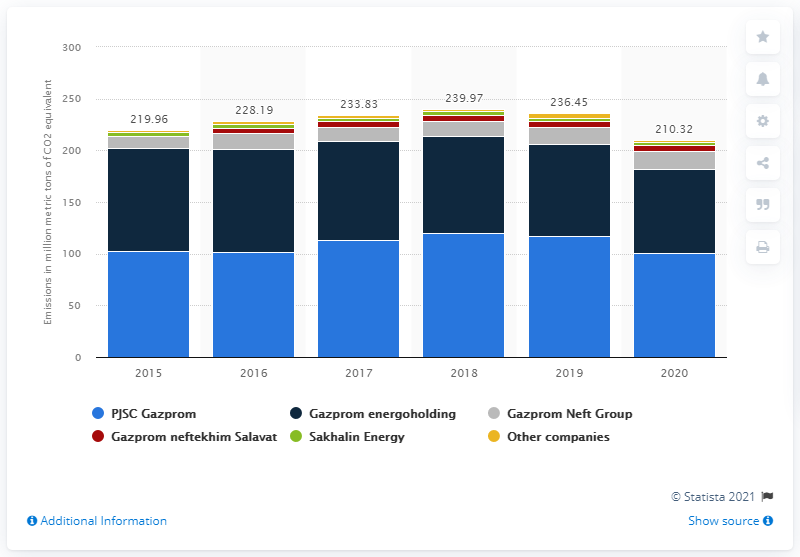 Emissions in million metric tons of CO2 equivalent
300
250
200
150
100
50
0
219.96
228.19
233.83
239.97
236.45
210.32
2015
2016
2017
2018
2019
2020
PJSC Gazprom
Gazprom energoholding
Gazprom Neft Group
Gazprom neftekhim Salavat
Sakhalin Energy
Other companies
© Statista 2021
Additional Information
Show source